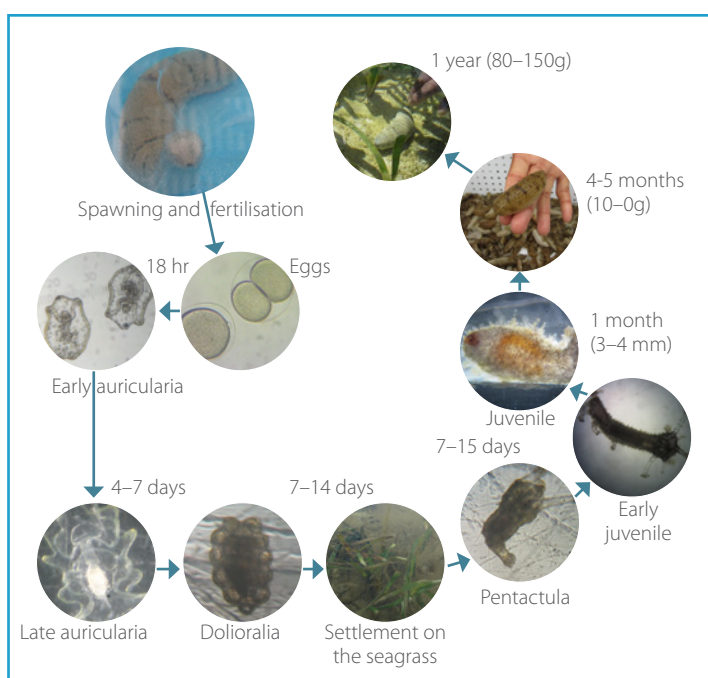 Spawning and fertilisation
Eggs
18 hr
Early auricularia
4–7 days
Late auricularia
Dolioralia
7–14 days
Settlement on
the seagrass
Pentactula
7–15 days
Early
juvenile
Juvenile
1 month
(3–4 mm)
4-5 months
(10–0g)
1 year (80–150g)